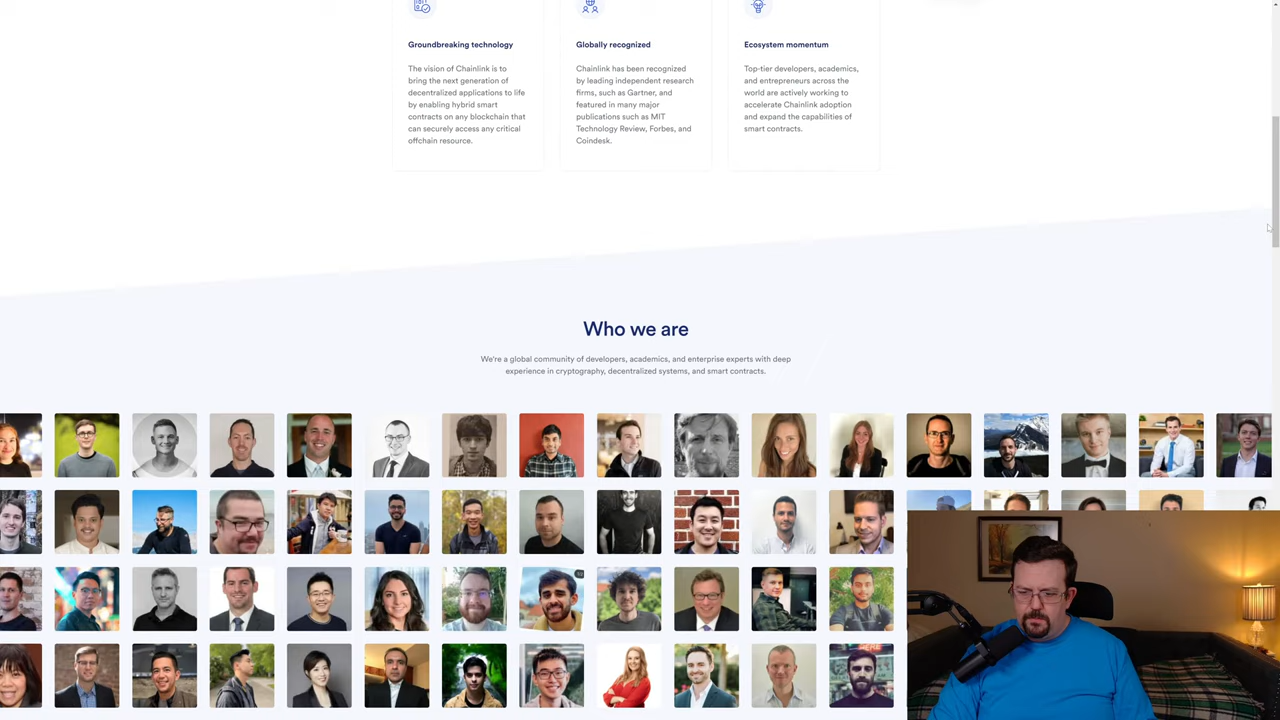 Groundbreaking technology
The vision of Chainlink is to
bring the next generation of
decentralized applications to life
by enabling hybrid smart
contracts on any blockchain that
can securely access any critical
offchain resource.
Globally recognized
Chainlink has been recognized
by leading independent research
firms, such as Gartner, and
featured in many major
publications such as MIT
Technology Review, Forbes, and
Coindesk.
Ecosystem momentum
Top-tier developers, academics,
and entrepreneurs across the
world are actively working to
accelerate Chainlink adoption
and expand the capabilities of
smart contracts.
Who we are
We're a global community of developers, academics, and enterprise experts with deep
experience in cryptography, decentralized systems, and smart contracts.